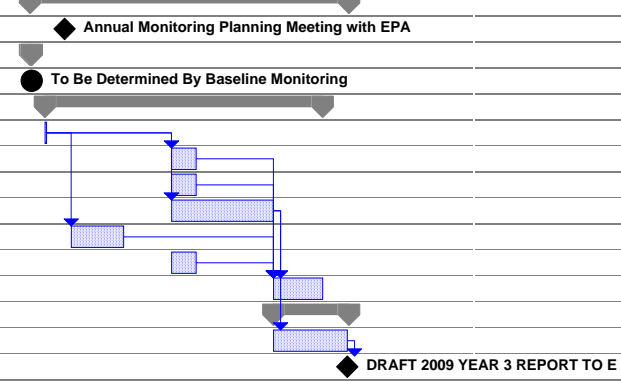 Annual Monitoring Planning Meeting with EPA
To Be Determined By Baseline Monitoring
DRAFT 2009 YEAR 3 REPORT TO E